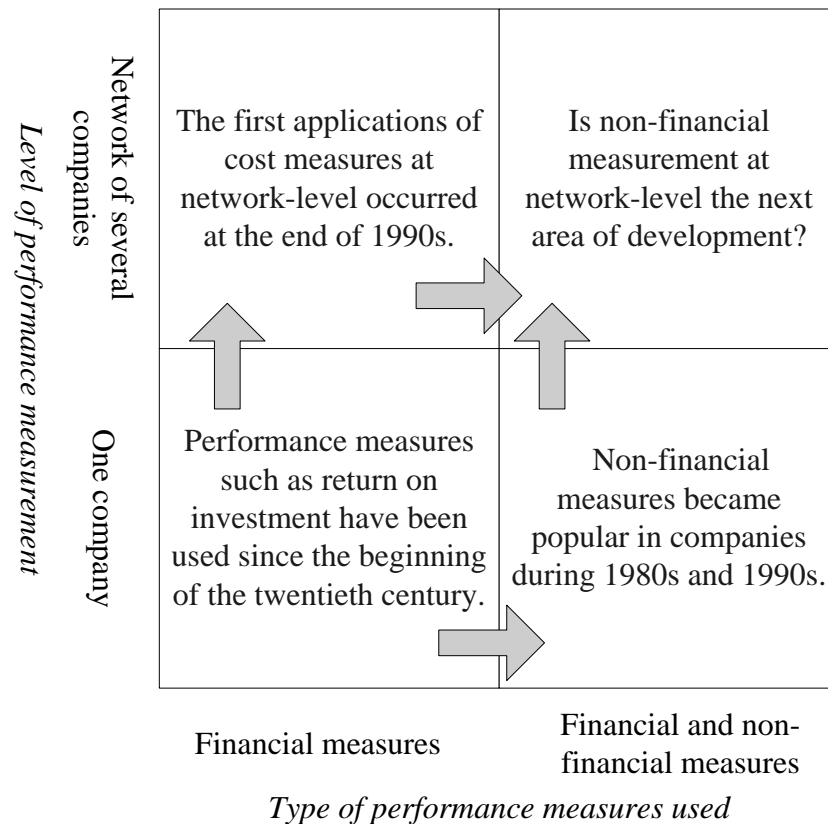 Level of performance measurement
Network of several
companies
One company
The first applications of
cost measures at
network-level occurred
at the end of 1990s.
Is non-financial
measurement at
network-level the next
area of development?
Performance measures
such as return on
investment have been
used since the beginning
of the twentieth century.
Non-financial
measures became
popular in companies
during 1980s and 1990s.
Financial measures
Financial and non-
financial measures
Type of performance measures used